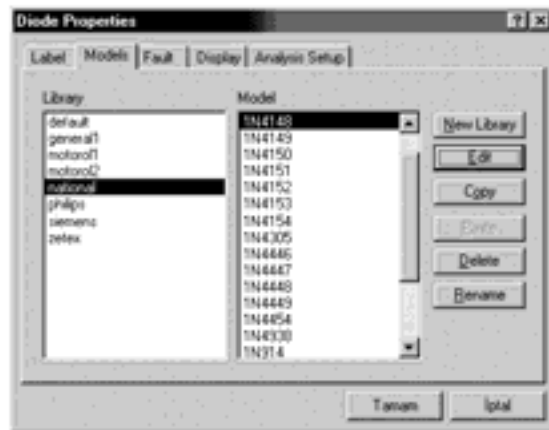 Diode Properties
Label Models Fault Display Analysis Setup
Library
default
general1
motorol1
motorol2
national
philips
siemens
zetex
Model
1N4148
1N4149
1N4150
1N4151
1N4152
1N4153
1N4154
1N4305
1N4446
1N4447
1N4448
1N4449
1N4454
1N4938
1N914
New Library
Edit
Copy
Delete
Rename
Tamam Iptal